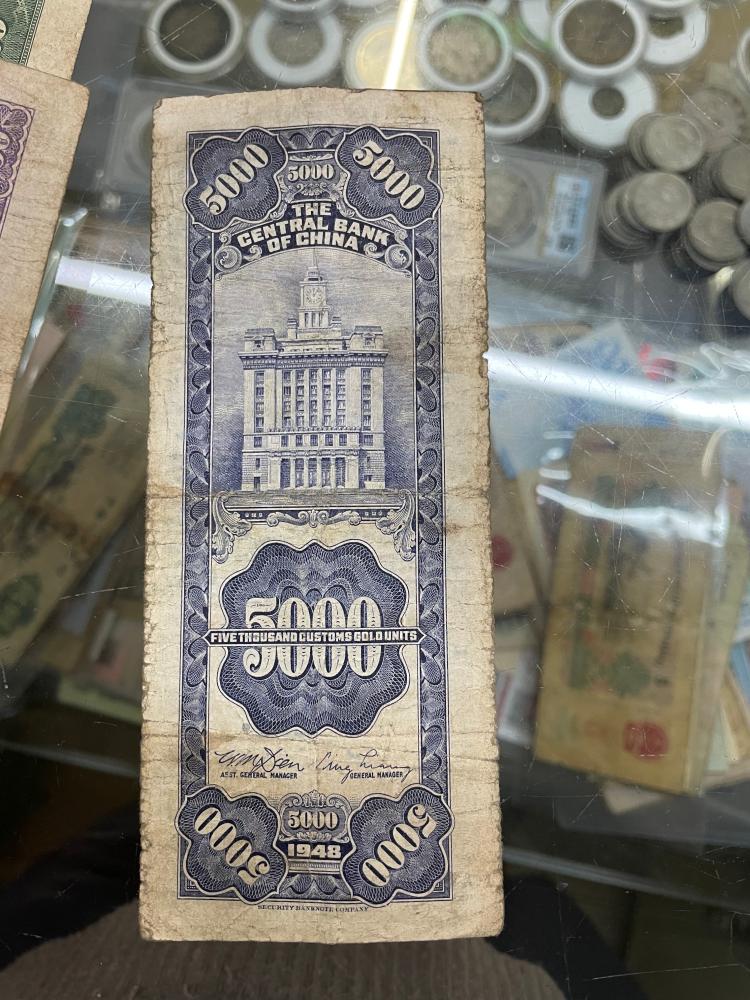 5000 5000 5000
THE
CENTRAL BANK
OF CHINA
5000
FIVE THOUSAND CUSTOMS GOLD UNITS
ASST. GENERAL MANAGER GENERAL MANAGER
5000 5000 5000
1948
SECURITY BANKNOTE COMPANY